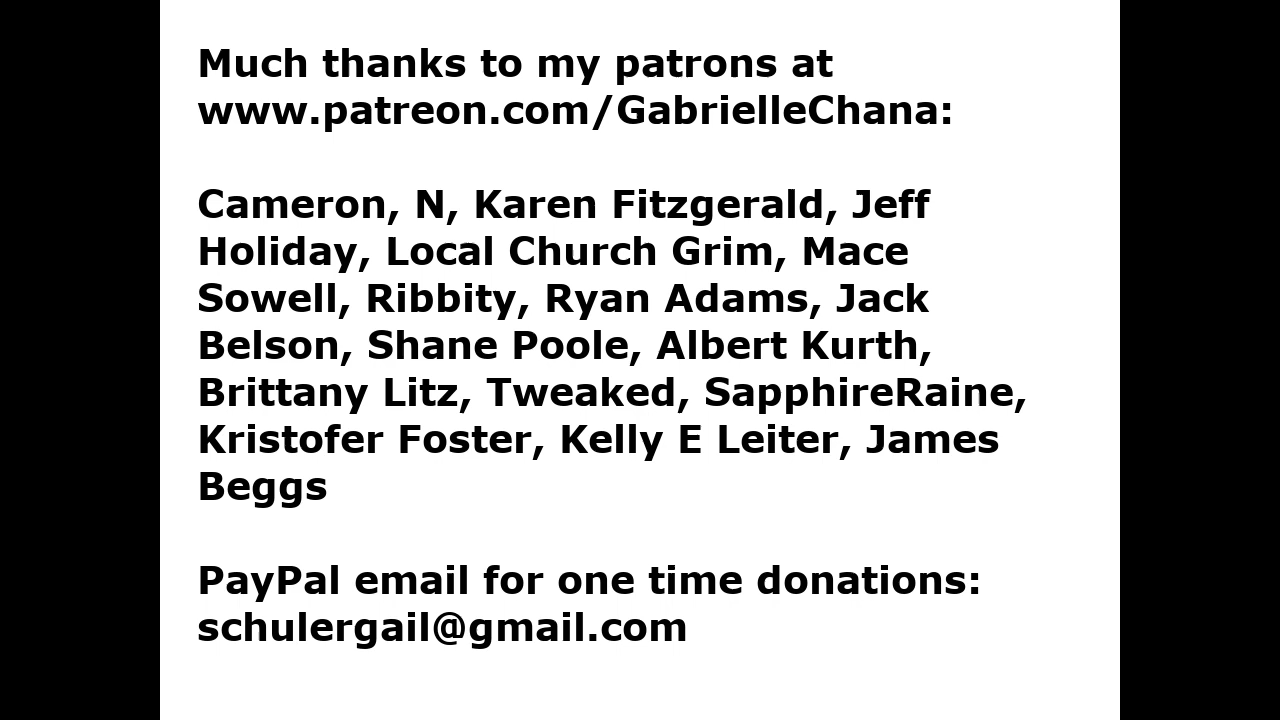 Much thanks to my patrons at
www.patreon.com/GabrielleChana:
Cameron, N, Karen Fitzgerald, Jeff
Holiday, Local Church Grim, Mace
Sowell, Ribbity, Ryan Adams, Jack
Belson, Shane Poole, Albert Kurth,
Brittany Litz, Tweaked, SapphireRaine,
Kristofer Foster, Kelly E Leiter, James
Beggs
PayPal email for one time donations:
schulergail@gmail.com